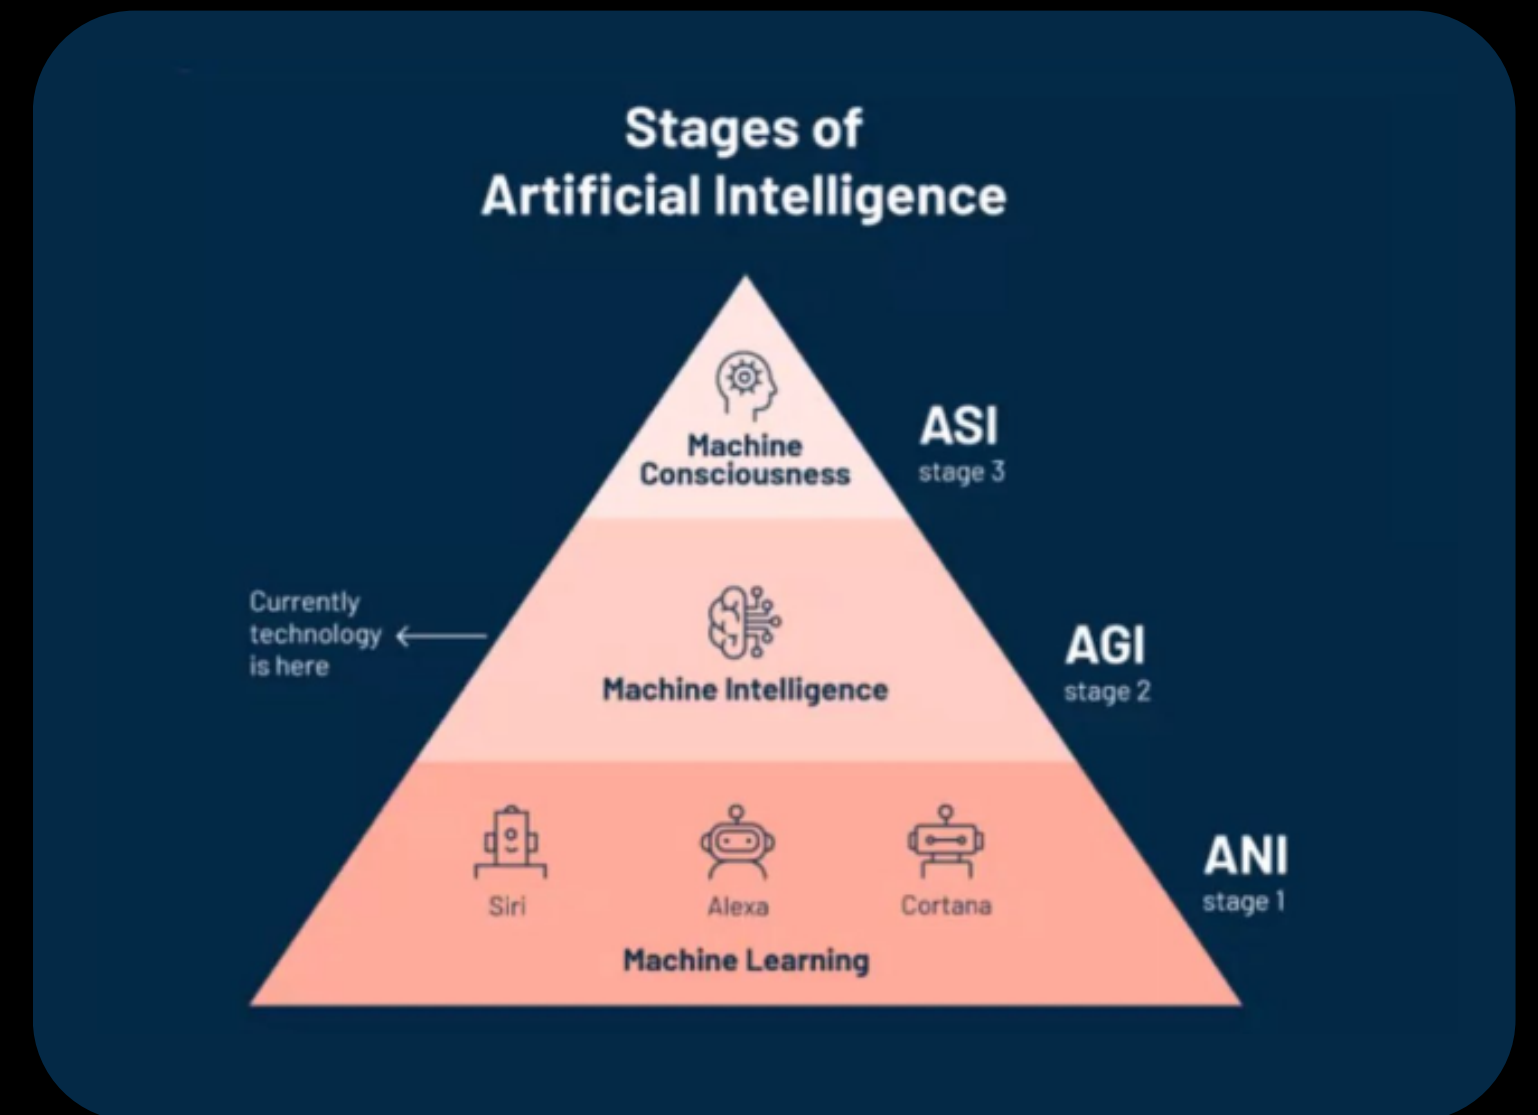 Stages of
Artificial Intelligence
Machine
Consciousness
ASI
stage 3
Currently
technology
is here
Machine Intelligence
AGI
stage 2
Siri
Alexa
Cortana
Machine Learning
ANI
stage 1